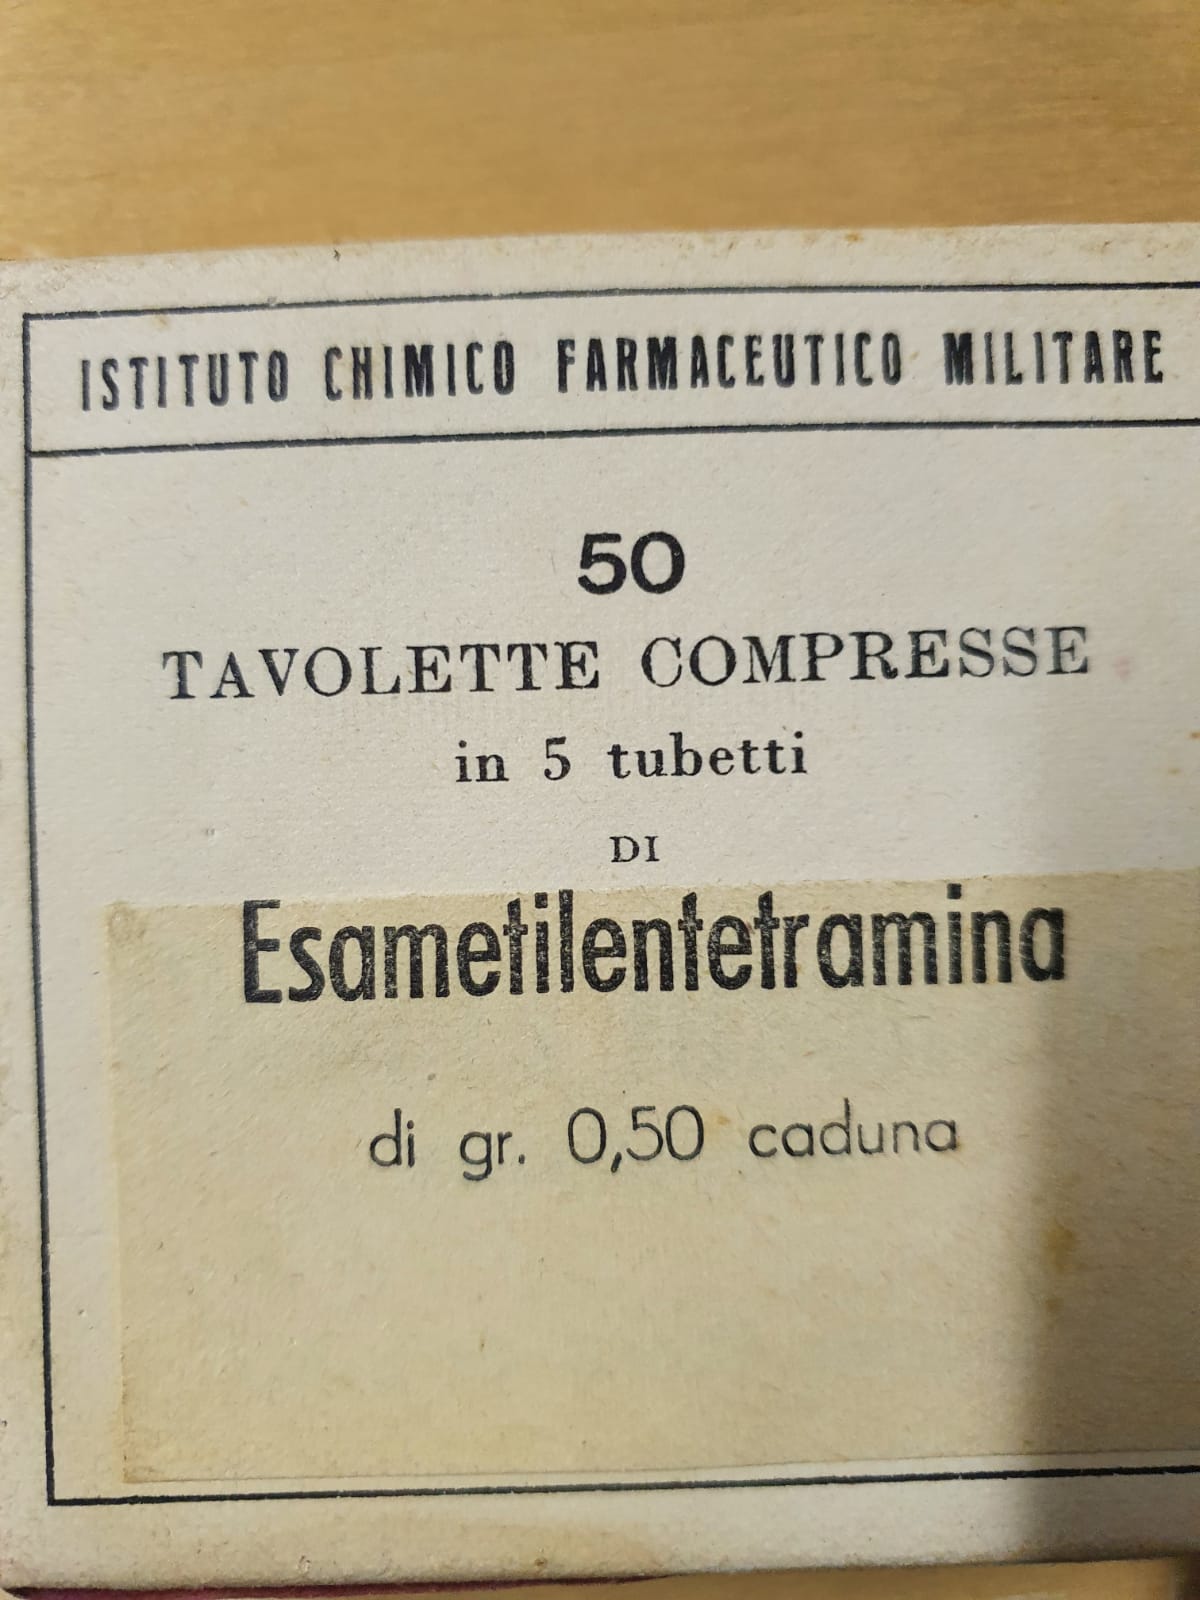 ISTITUTO CHIMICO FARMACEUTICO MILITARE
50
TAVOLETTE COMPRESSE
in 5 tubetti
DI
Esametilentetramina
di gr. 0,50 caduna